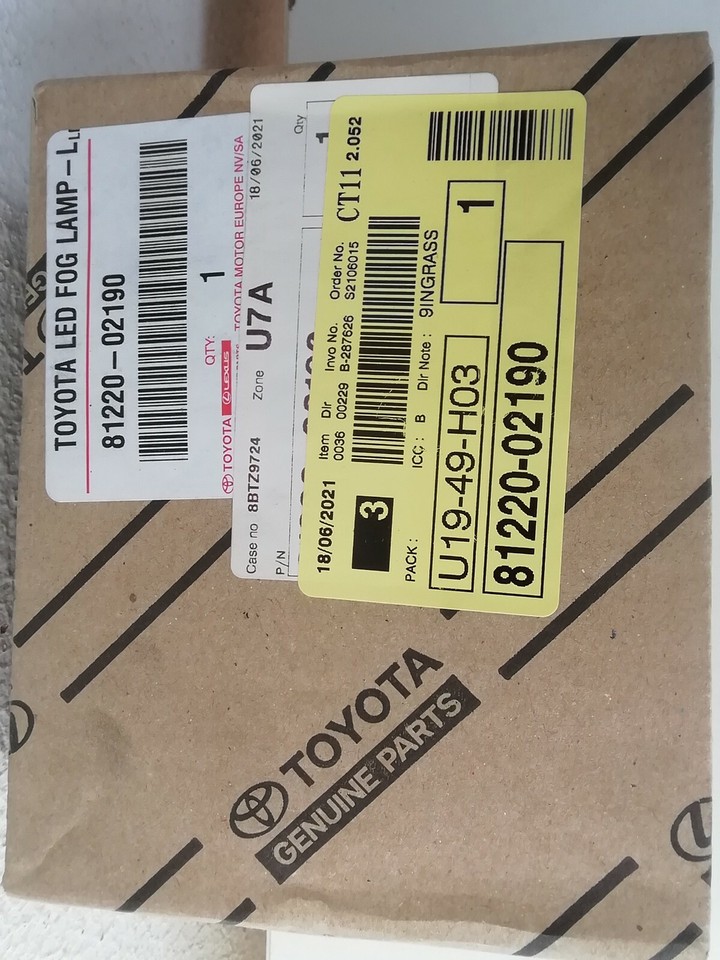 TOYOTA LED FOG LAMP – L
81220 – 02190
QTY: 1
TOYOTA LEXUS TOYOTA MOTOR EUROPE NV/SA
18/06/2021
Qty
1
Case no 8BTZ9724 Zone U7A
P/N
CT11 2.052
18/06/2021
Item Dlr Invo No. Order No.
0036 00229 B-287626 S2106015
3
PACK : ICC : B Dlr Note : 9INGRASS
U19-49-H03
1
81220-02190
TOYOTA
GENUINE PARTS